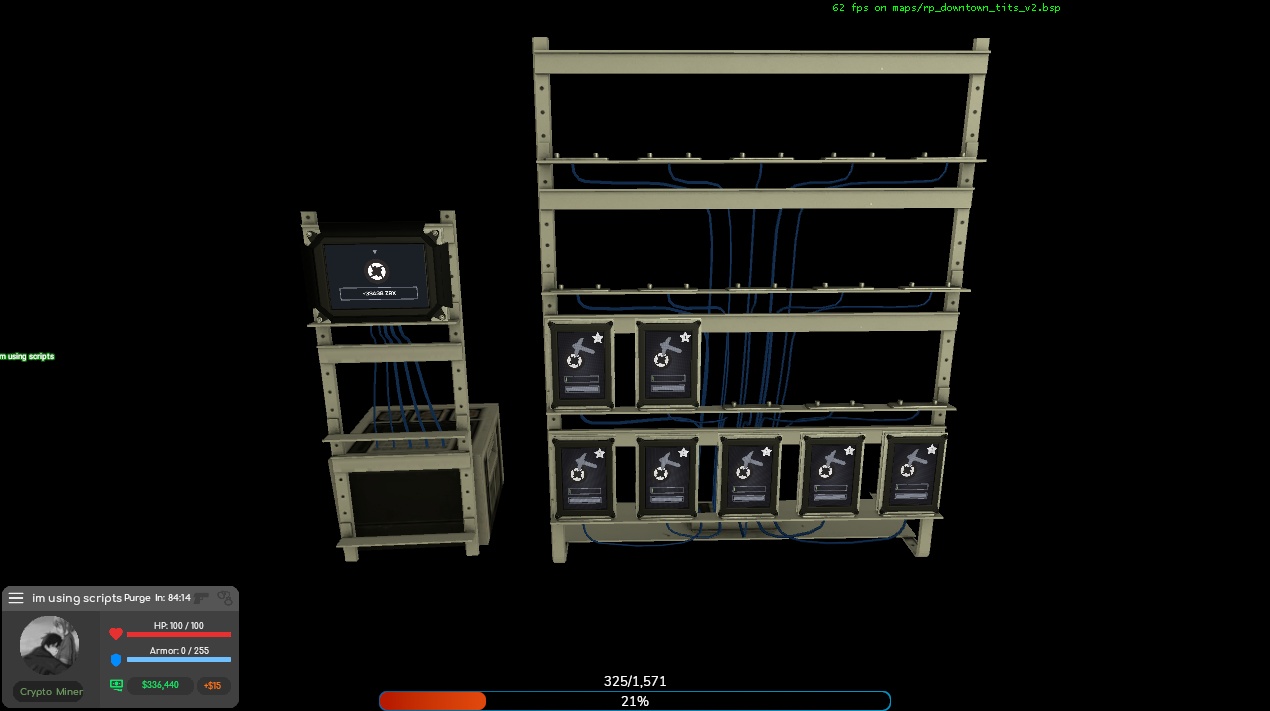 62 fps on maps/rp_downtown_tits_v2.bsp
m using scripts
im using scripts Purge In: 84:14
HP: 100 / 100
Armor: 0 / 255
Crypto Miner
$336,440
+$15
325/1,571
21%